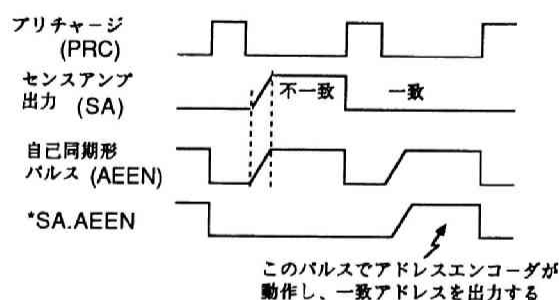 プリチャージ
(PRC)
センスアンプ
出力 (SA)
不一致
一致
自己同期形
パルス (AEEN)
*SA.AEEN
このパルスでアドレスエンコーダが
動作し、一致アドレスを出力する